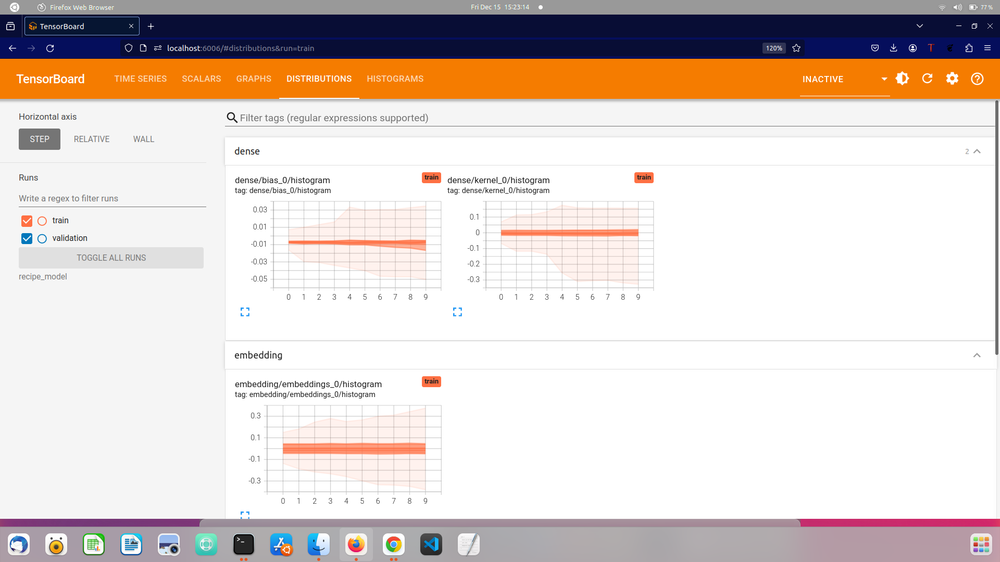 Firefox Web Browser
Fri Dec 15 15:23:14
77 %
TensorBoard
localhost:6006/#distributions&run=train
120%
TensorBoard
TIME SERIES
SCALARS
GRAPHS
DISTRIBUTIONS
HISTOGRAMS
INACTIVE
Horizontal axis
STEP
RELATIVE
WALL
Runs
Write a regex to filter runs
train
validation
TOGGLE ALL RUNS
recipe_model
Filter tags (regular expressions supported)
dense
2
dense/bias_0/histogram
train
tag: dense/bias_0/histogram
0.03
0.01
-0.01
-0.03
-0.05
0 1 2 3 4 5 6 7 8 9
dense/kernel_0/histogram
train
tag: dense/kernel_0/histogram
0.1
0
-0.1
-0.2
-0.3
0 1 2 3 4 5 6 7 8 9
embedding
embedding/embeddings_0/histogram
train
tag: embedding/embeddings_0/histogram
0.3
0.1
-0.1
-0.3
0 1 2 3 4 5 6 7 8 9